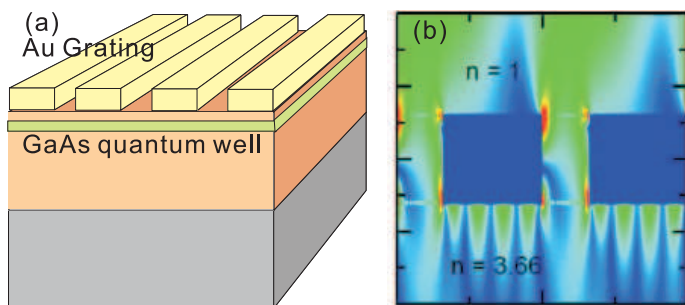 (a)
Au Grating
GaAs quantum well
(b)
n = 1
n = 3.66